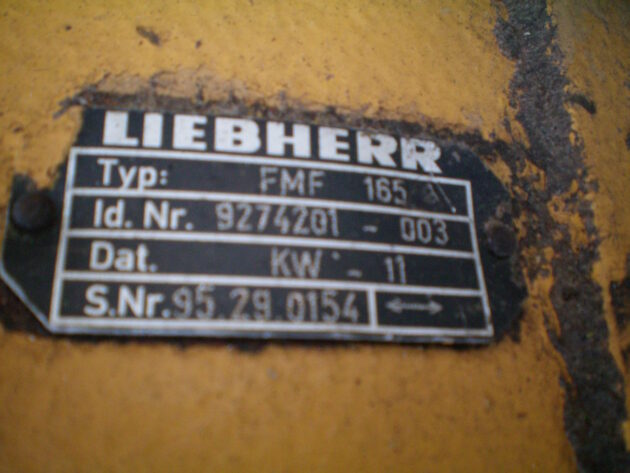 LIEBHERR
Typ: FMF 165
Id. Nr. 9274201 - 003
Dat. KW - 11
S.Nr. 95.29.0154 ↔